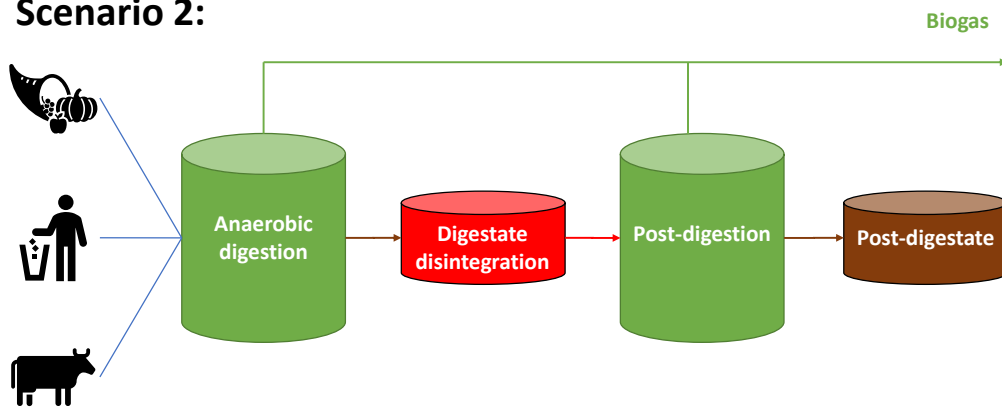 Scenario 2:
Biogas
Anaerobic
digestion
Digestate
disintegration
Post-digestion
Post-digestate